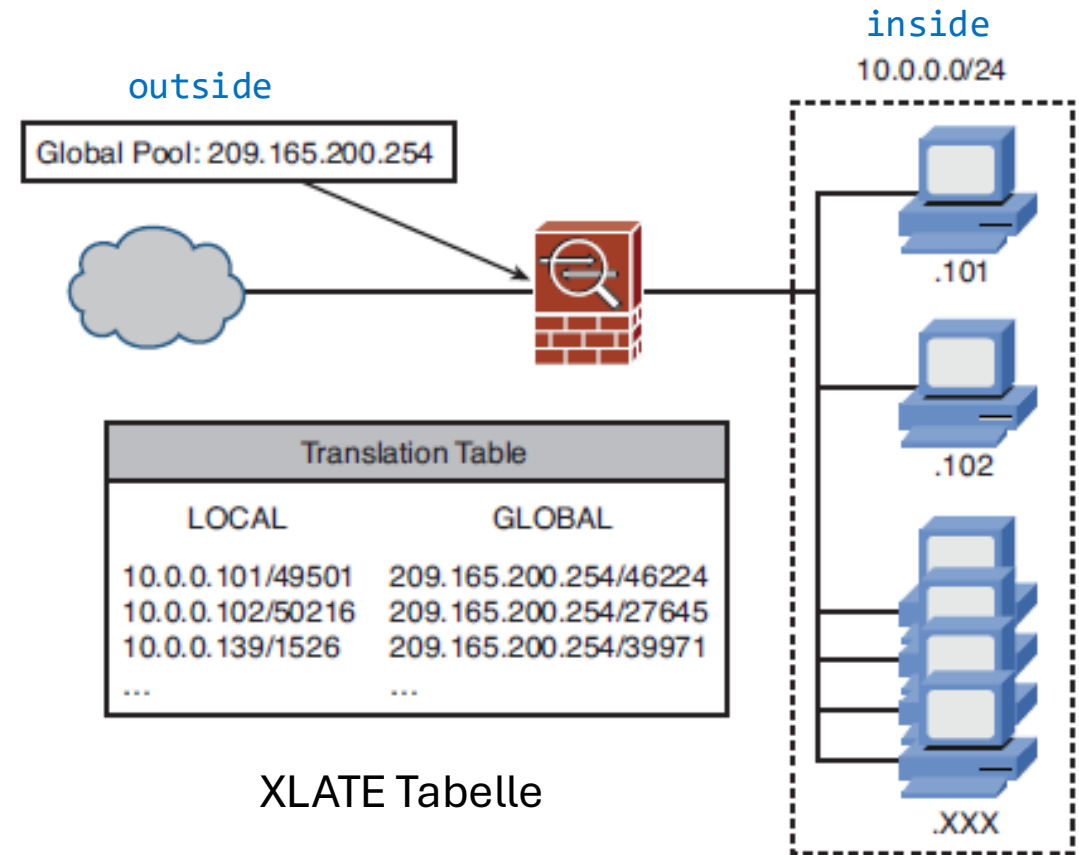 inside
10.0.0.0/24
outside
Global Pool: 209.165.200.254
.101
.102
Translation Table
LOCAL GLOBAL
10.0.0.101/49501 209.165.200.254/46224
10.0.0.102/50216 209.165.200.254/27645
10.0.0.139/1526 209.165.200.254/39971
... ...
XLATE Tabelle
.XXX